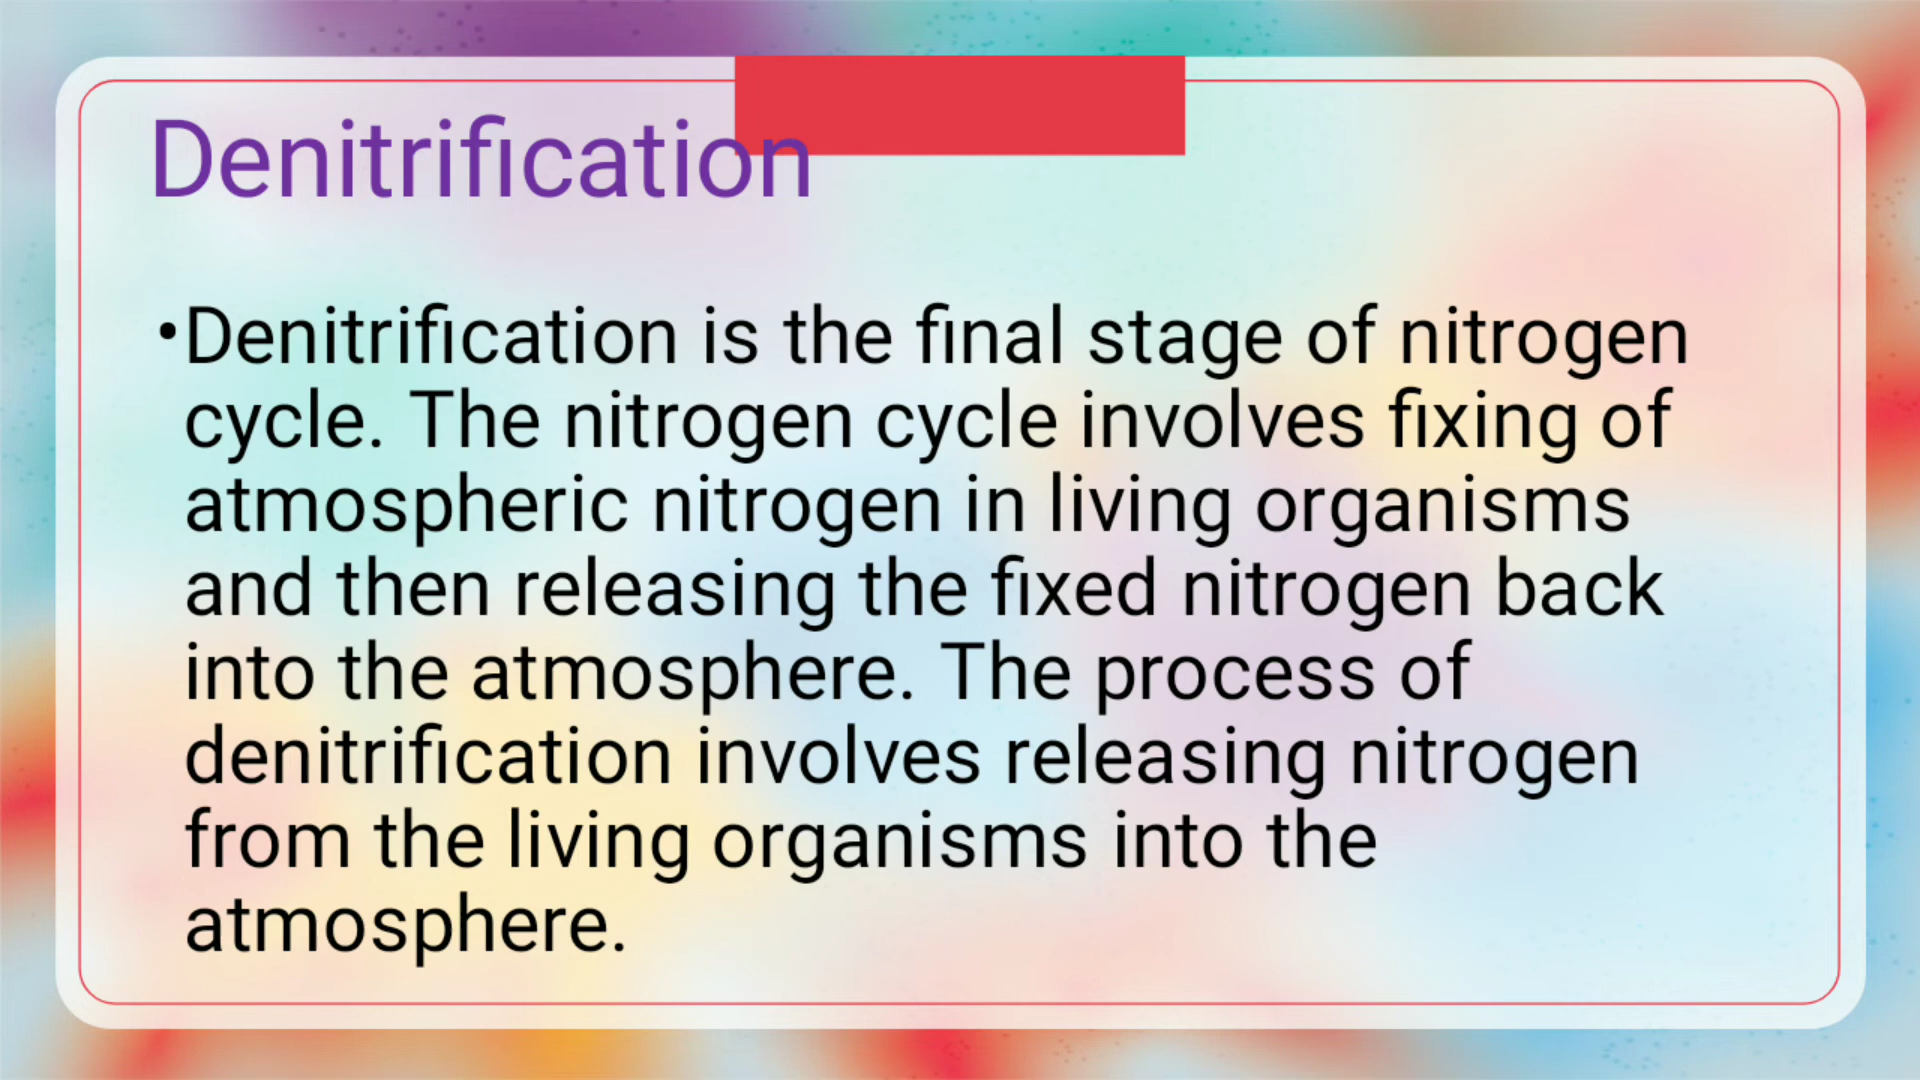 Denitrification
•Denitrification is the final stage of nitrogen
cycle. The nitrogen cycle involves fixing of
atmospheric nitrogen in living organisms
and then releasing the fixed nitrogen back
into the atmosphere. The process of
denitrification involves releasing nitrogen
from the living organisms into the
atmosphere.